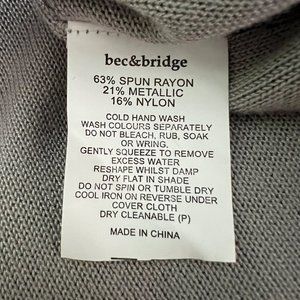 bec&bridge
63% SPUN RAYON
21% METALLIC
16% NYLON
COLD HAND WASH
WASH COLOURS SEPARATELY
DO NOT BLEACH, RUB, SOAK
OR WRING,
GENTLY SQUEEZE TO REMOVE
EXCESS WATER
RESHAPE WHILST DAMP
DRY FLAT IN SHADE
DO NOT SPIN OR TUMBLE DRY
COOL IRON ON REVERSE UNDER
COVER CLOTH
DRY CLEANABLE (P)
MADE IN CHINA